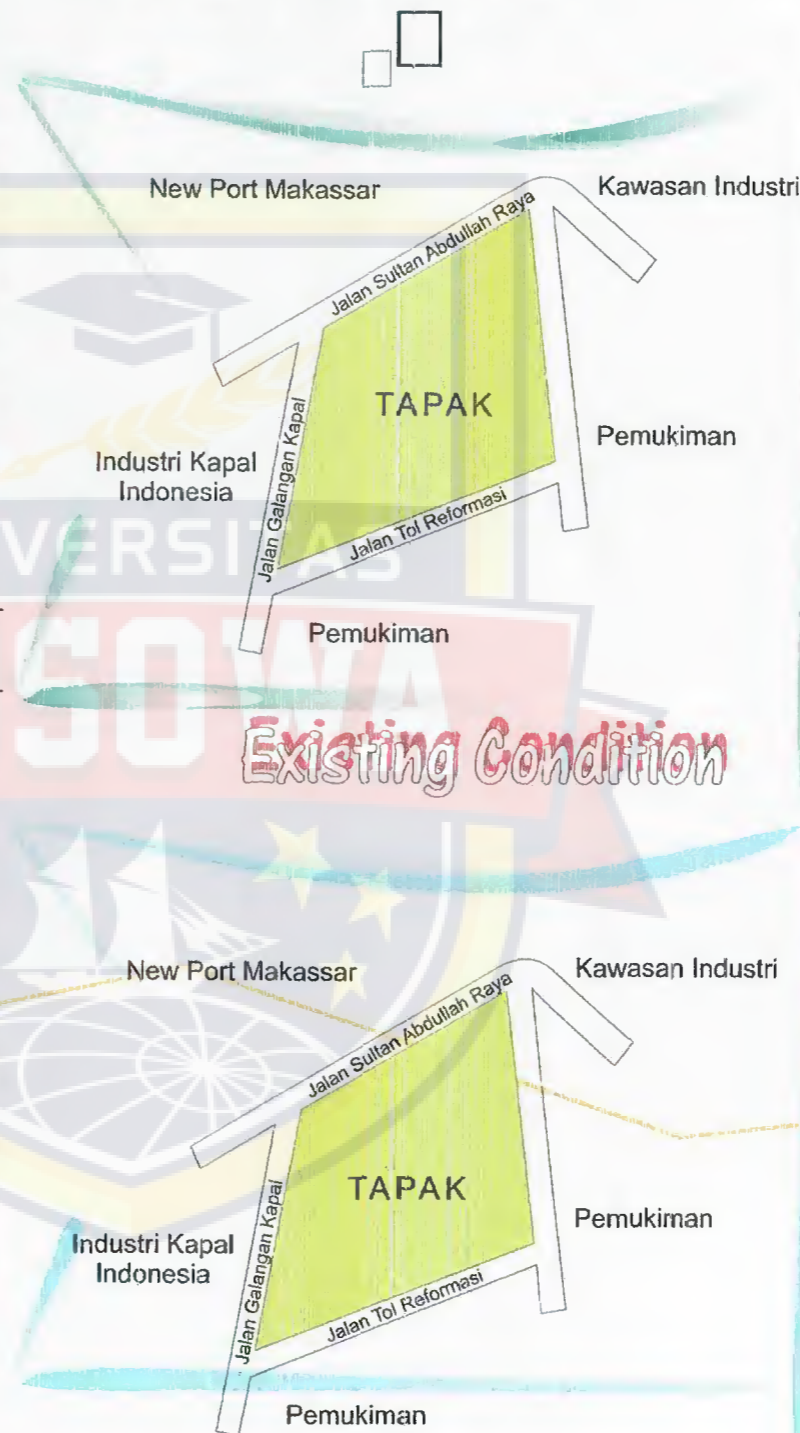 New Port Makassar
Kawasan Industri
Jalan Sultan Abdullah Raya
TAPAK
Pemukiman
Industri Kapal
Indonesia
Jalan Galangan Kapal
Jalan Tol Reformasi
Pemukiman
VERSITAS
SOWA
Existing Condition
New Port Makassar
Kawasan Industri
Jalan Sultan Abdullah Raya
TAPAK
Pemukiman
Industri Kapal
Indonesia
Jalan Galangan Kapal
Jalan Tol Reformasi
Pemukiman